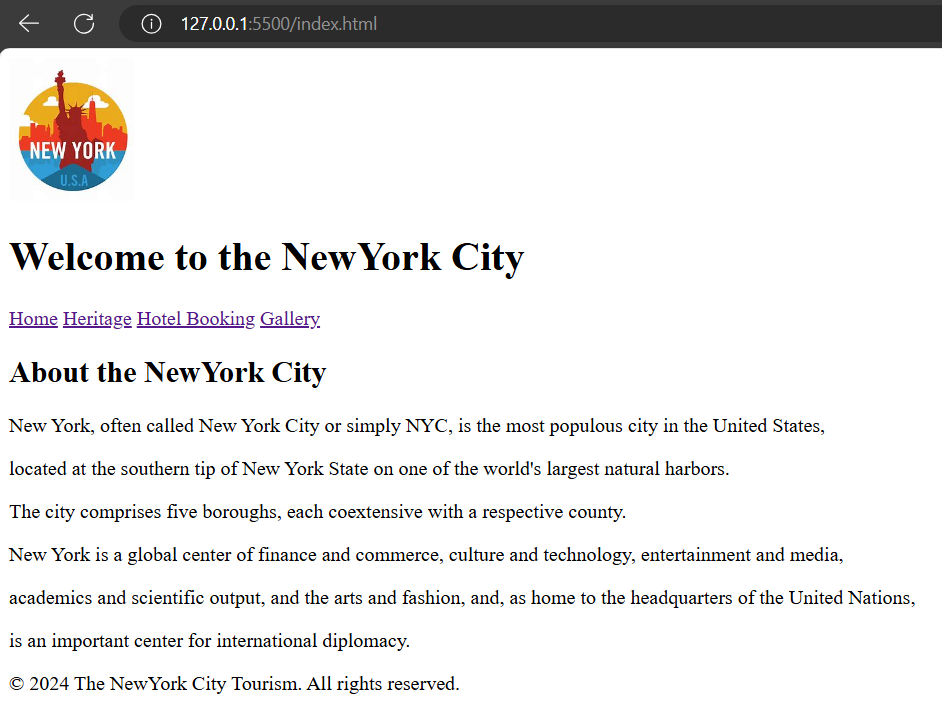 127.0.0.1:5500/index.html
NEW YORK
U.S.A
Welcome to the NewYork City
Home Heritage Hotel Booking Gallery
About the NewYork City
New York, often called New York City or simply NYC, is the most populous city in the United States,
located at the southern tip of New York State on one of the world's largest natural harbors.
The city comprises five boroughs, each coextensive with a respective county.
New York is a global center of finance and commerce, culture and technology, entertainment and media,
academics and scientific output, and the arts and fashion, and, as home to the headquarters of the United Nations,
is an important center for international diplomacy.
© 2024 The NewYork City Tourism. All rights reserved.